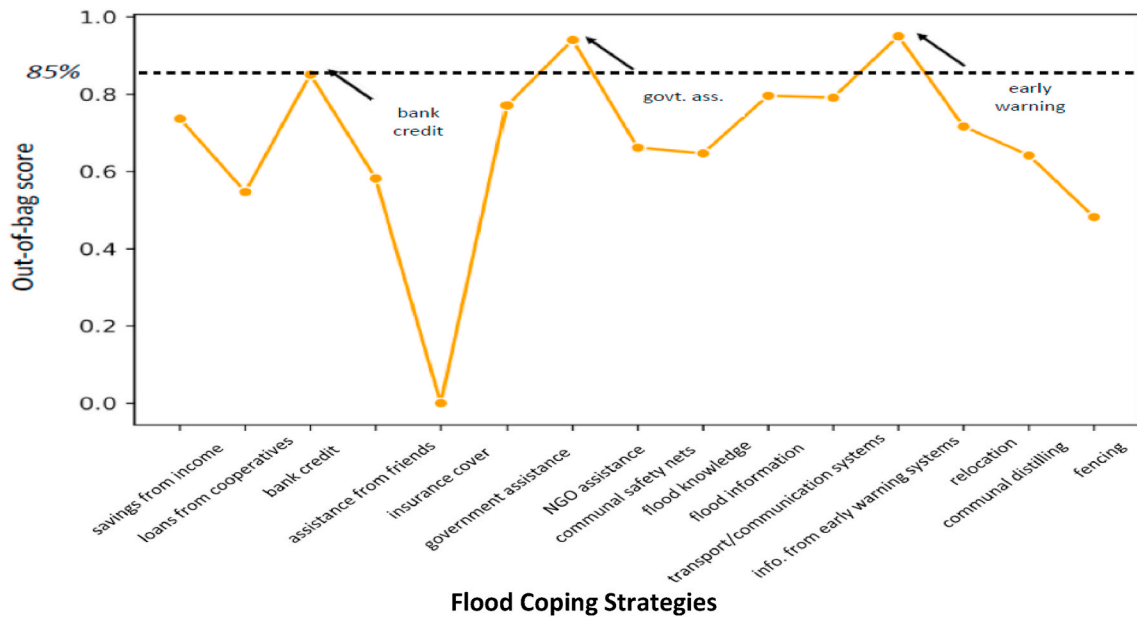 1.0
85%
0.8
0.6
0.4
0.2
0.0
Out-of-bag score
bank
credit
govt. ass.
early
warning
savings from income
loans from cooperatives
bank credit
assistance from friends
insurance cover
government assistance
NGO assistance
communal safety nets
flood knowledge
flood information
transport/communication systems
info. from early warning systems
relocation
communal distilling
fencing
Flood Coping Strategies